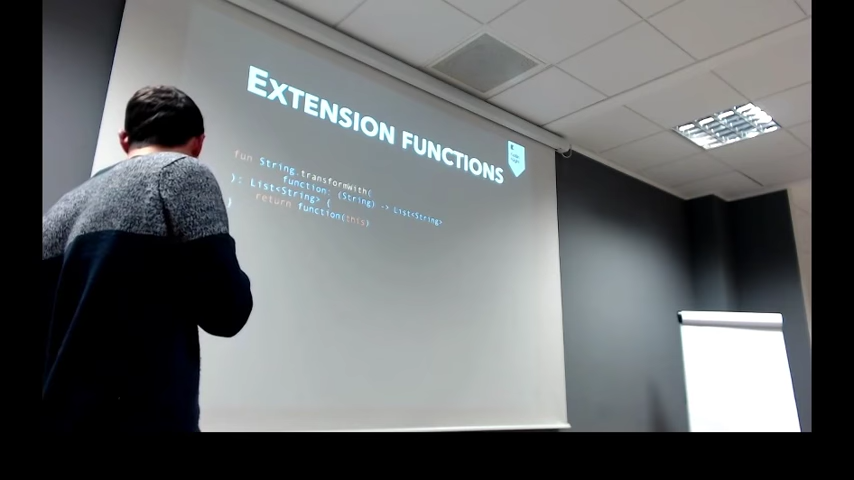 EXTENSION FUNCTIONS
fun String.transformWith(
function: (String) -> List<String>
): List<String> {
return function(this)
}